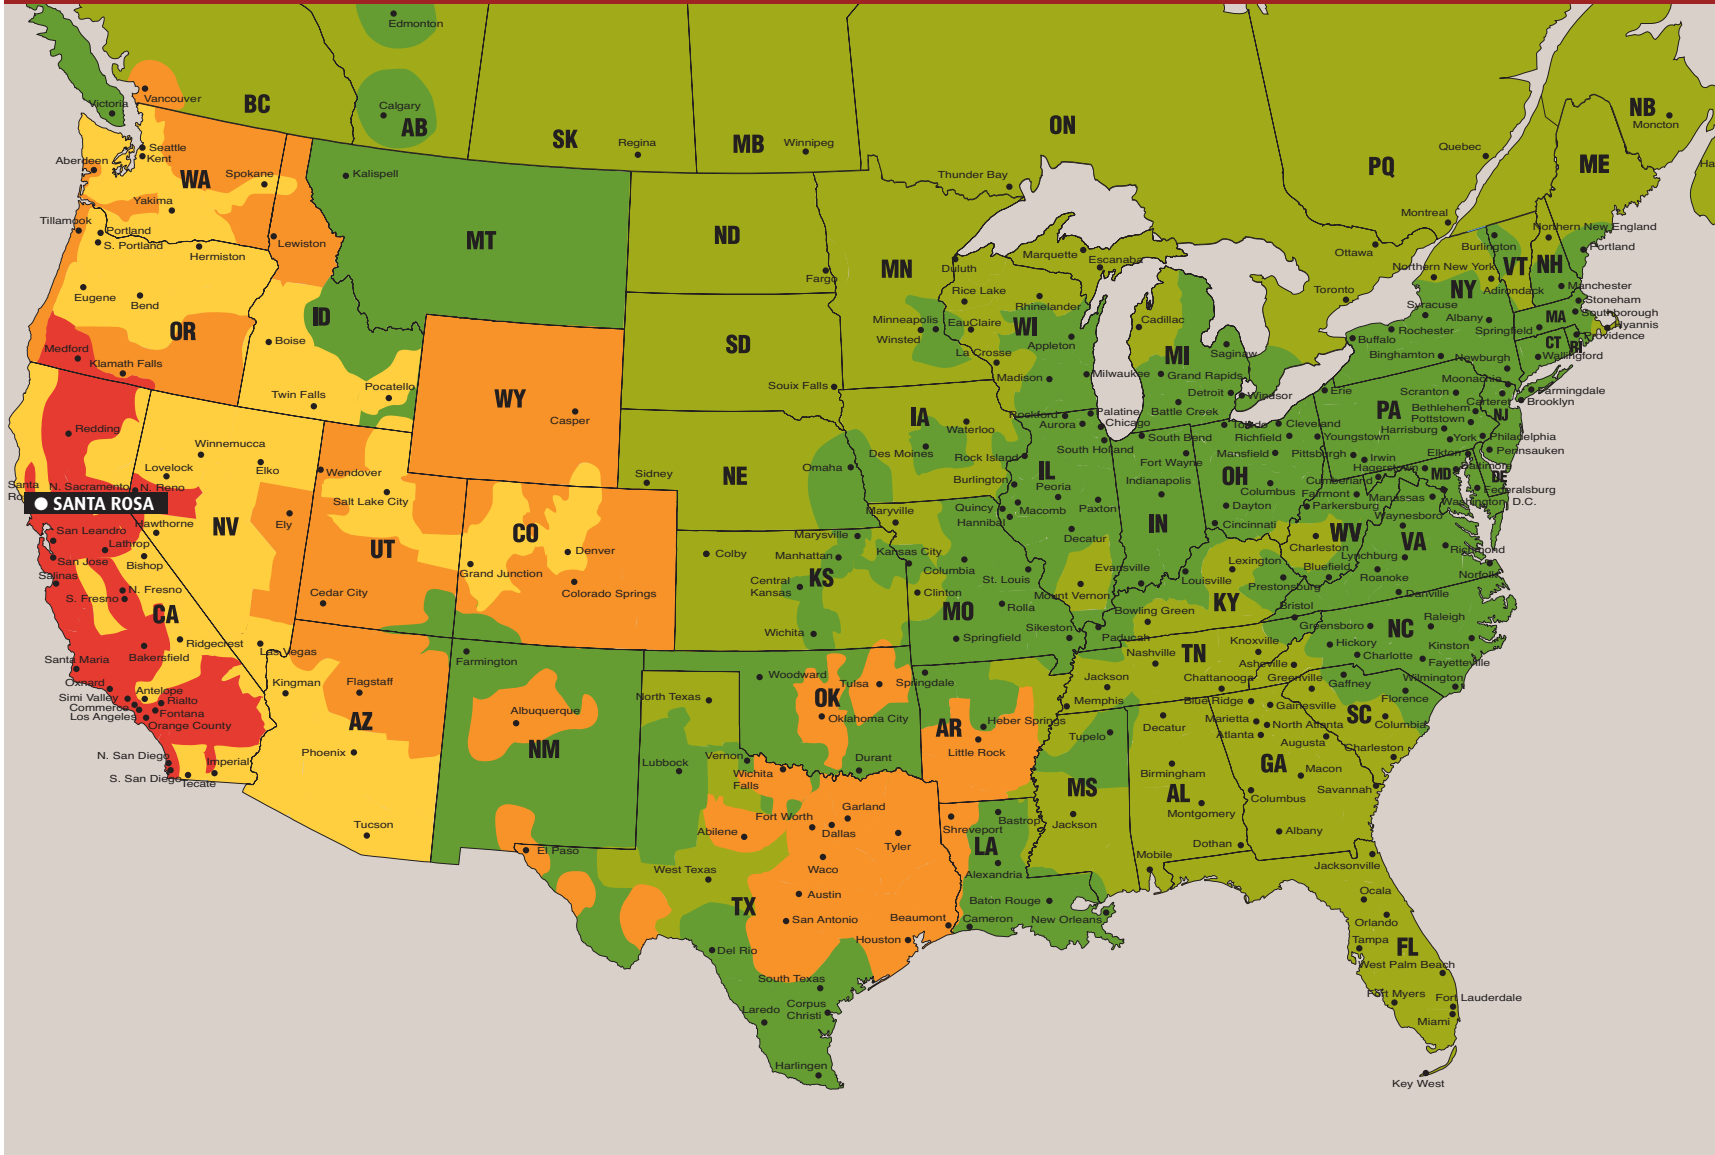 Edmonton
Vancouver
BC
Victoria
Calgary
AB
SK
Regina
MB
Winnipeg
ON
Thunder Bay
PQ
Quebec
Montreal
Ottawa
Toronto
NB
Moncton
ME
Ha
Seattle
Kent
Aberdeen
WA
Spokane
Yakima
Tillamook
Portland
S. Portland
Hermiston
Lewiston
Kalispell
MT
ND
Fargo
MN
Duluth
Marquette
Escanaba
Rice Lake
Rhinelander
Minneapolis
EauClaire
WI
Winsted
La Crosse
Appleton
Cadillac
MI
Saginaw
Madison
Milwaukee
Grand Rapids
Detroit
Windsor
Battle Creek
Northern New England
Burlington
Portland
VT
NH
Northern New York
Adirondack
NY
Manchester
Stoneham
Southborough
Hyannis
Providence
Syracuse
Albany
MA
Springfield
Rochester
Buffalo
CT
RI
Wallingford
Binghamton
Newburgh
Erie
Scranton
Moonachie
Farmingdale
Brooklyn
Carteret
Eugene
Bend
OR
Medford
Klamath Falls
ID
Boise
Twin Falls
Pocatello
WY
Casper
SD
Souix Falls
IA
Waterloo
Des Moines
Rockford
Aurora
Palatine
Chicago
South Holland
Rock Island
IL
Peoria
Burlington
Quincy
Hannibal
Macomb
Paxton
Decatur
South Bend
Fort Wayne
Indianapolis
IN
Toledo
Cleveland
Richfield
Mansfield
Youngstown
Pittsburgh
OH
Columbus
Dayton
Cincinnati
PA
Bethlehem
Pottstown
Harrisburg
York
Philadelphia
Pennsauken
NJ
Irwin
Hagerstown
Elkton
Baltimore
MD
DE
Cumberland
Fairmont
Manassas
Federalsburg
Washington D.C.
Parkersburg
WV
Charleston
Waynesboro
VA
Lynchburg
Richmond
Bluefield
Roanoke
Norfolk
Danville
Redding
Santa
Ro
N. Sacramento
N. Reno
SANTA ROSA
Winnemucca
Lovelock
Elko
Wendover
Salt Lake City
Hawthorne
NV
Ely
UT
Cedar City
San Leandro
Lathrop
San Jose
Bishop
Salinas
N. Fresno
S. Fresno
CA
Ridgecrest
Bakersfield
Las Vegas
Santa Maria
Oxnard
Antelope
Simi Valley
Rialto
Commerce
Fontana
Los Angeles
Orange County
N. San Diego
Imperial
S. San Diego
Tecate
CO
Denver
Grand Junction
Colorado Springs
Sidney
NE
Omaha
Colby
Marysville
Maryville
Manhattan
Kansas City
KS
Central
Kansas
Wichita
Columbia
Clinton
MO
St. Louis
Rolla
Springfield
Sikeston
Mount Vernon
Evansville
Louisville
Lexington
Prestonsburg
KY
Bowling Green
Paducah
Bristol
Greensboro
Raleigh
NC
Hickory
Kinston
Charlotte
Fayetteville
Wilmington
Knoxville
TN
Nashville
Asheville
Chattanooga
Greenville
Gaffney
Florence
Jackson
Memphis
Blue Ridge
Gainesville
SC
Columbia
Marietta
North Atlanta
Atlanta
Augusta
Charleston
GA
Macon
Savannah
Columbus
Albany
Decatur
Birmingham
AL
Montgomery
Dothan
Mobile
Tupelo
MS
Jackson
Kingman
Flagstaff
AZ
Phoenix
Tucson
Farmington
Albuquerque
NM
El Paso
North Texas
Lubbock
Woodward
Tulsa
OK
Oklahoma City
Springdale
Durant
AR
Heber Springs
Little Rock
Vernon
Wichita
Falls
Fort Worth
Garland
Dallas
Abilene
Tyler
Waco
West Texas
TX
Austin
San Antonio
Del Rio
Beaumont
Houston
South Texas
Laredo
Corpus
Christi
Harlingen
Shreveport
Bastrop
LA
Alexandria
Baton Rouge
Cameron
New Orleans
Jacksonville
Ocala
Orlando
Tampa
FL
West Palm Beach
Fort Myers
Fort Lauderdale
Miami
Key West